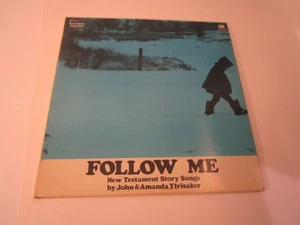 FOLLOW ME
New Testament Story Songs
by John & Amanda Ylvisaker